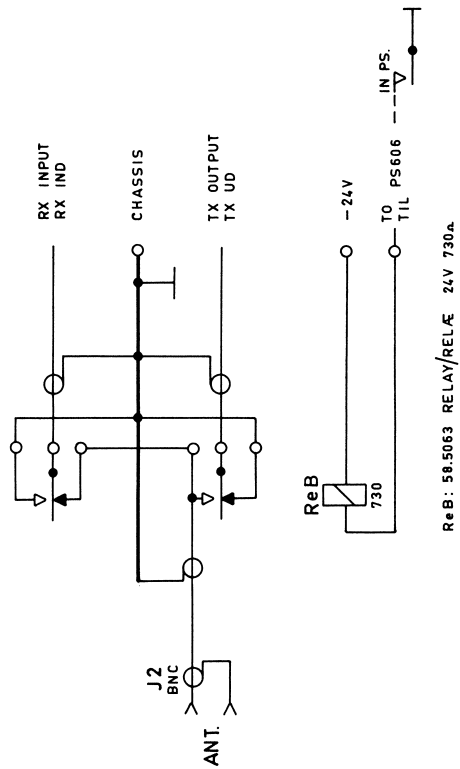 RX INPUT
RX IND
CHASSIS
TX OUTPUT
TX UD
J2
BNC
ANT.
ReB
730
-24V
TO
TIL PS606
IN PS.
ReB: 58.5063 RELAY/RELÆ 24V 730Ω